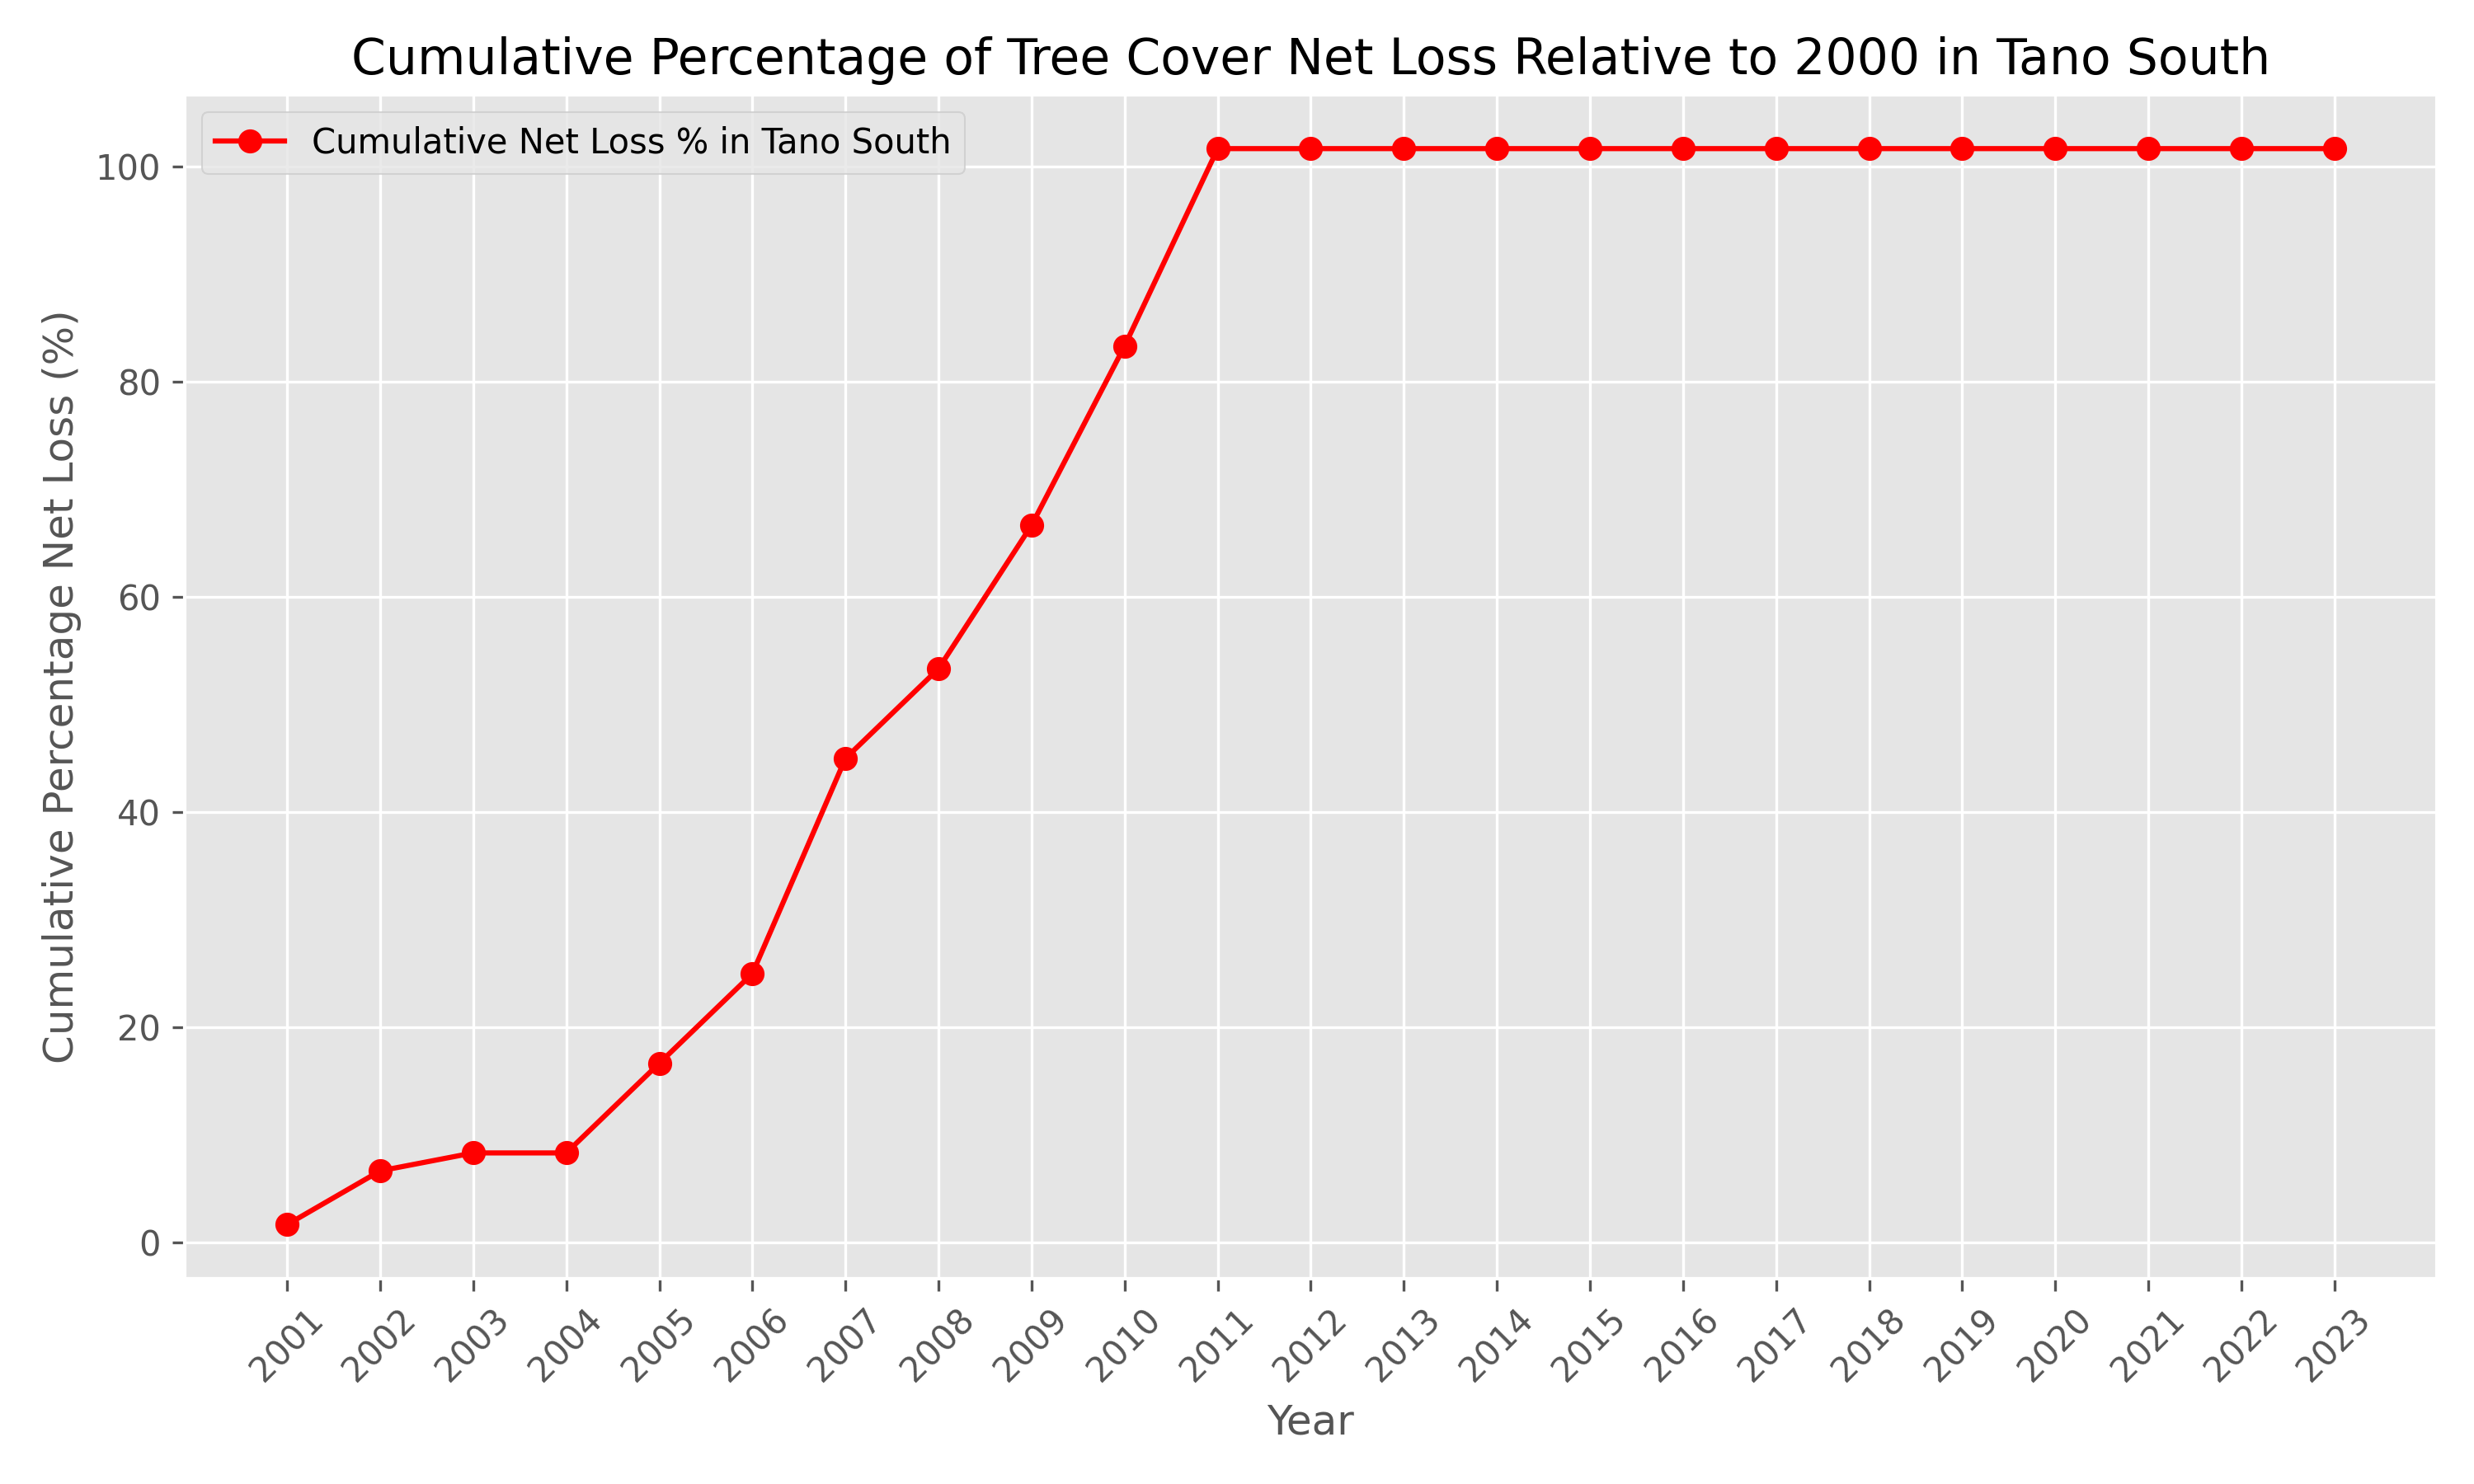 Cumulative Percentage of Tree Cover Net Loss Relative to 2000 in Tano South
Cumulative Net Loss % in Tano South
Cumulative Percentage Net Loss (%)
100
80
60
40
20
0
2001 2002 2003 2004 2005 2006 2007 2008 2009 2010 2011 2012 2013 2014 2015 2016 2017 2018 2019 2020 2021 2022 2023
Year